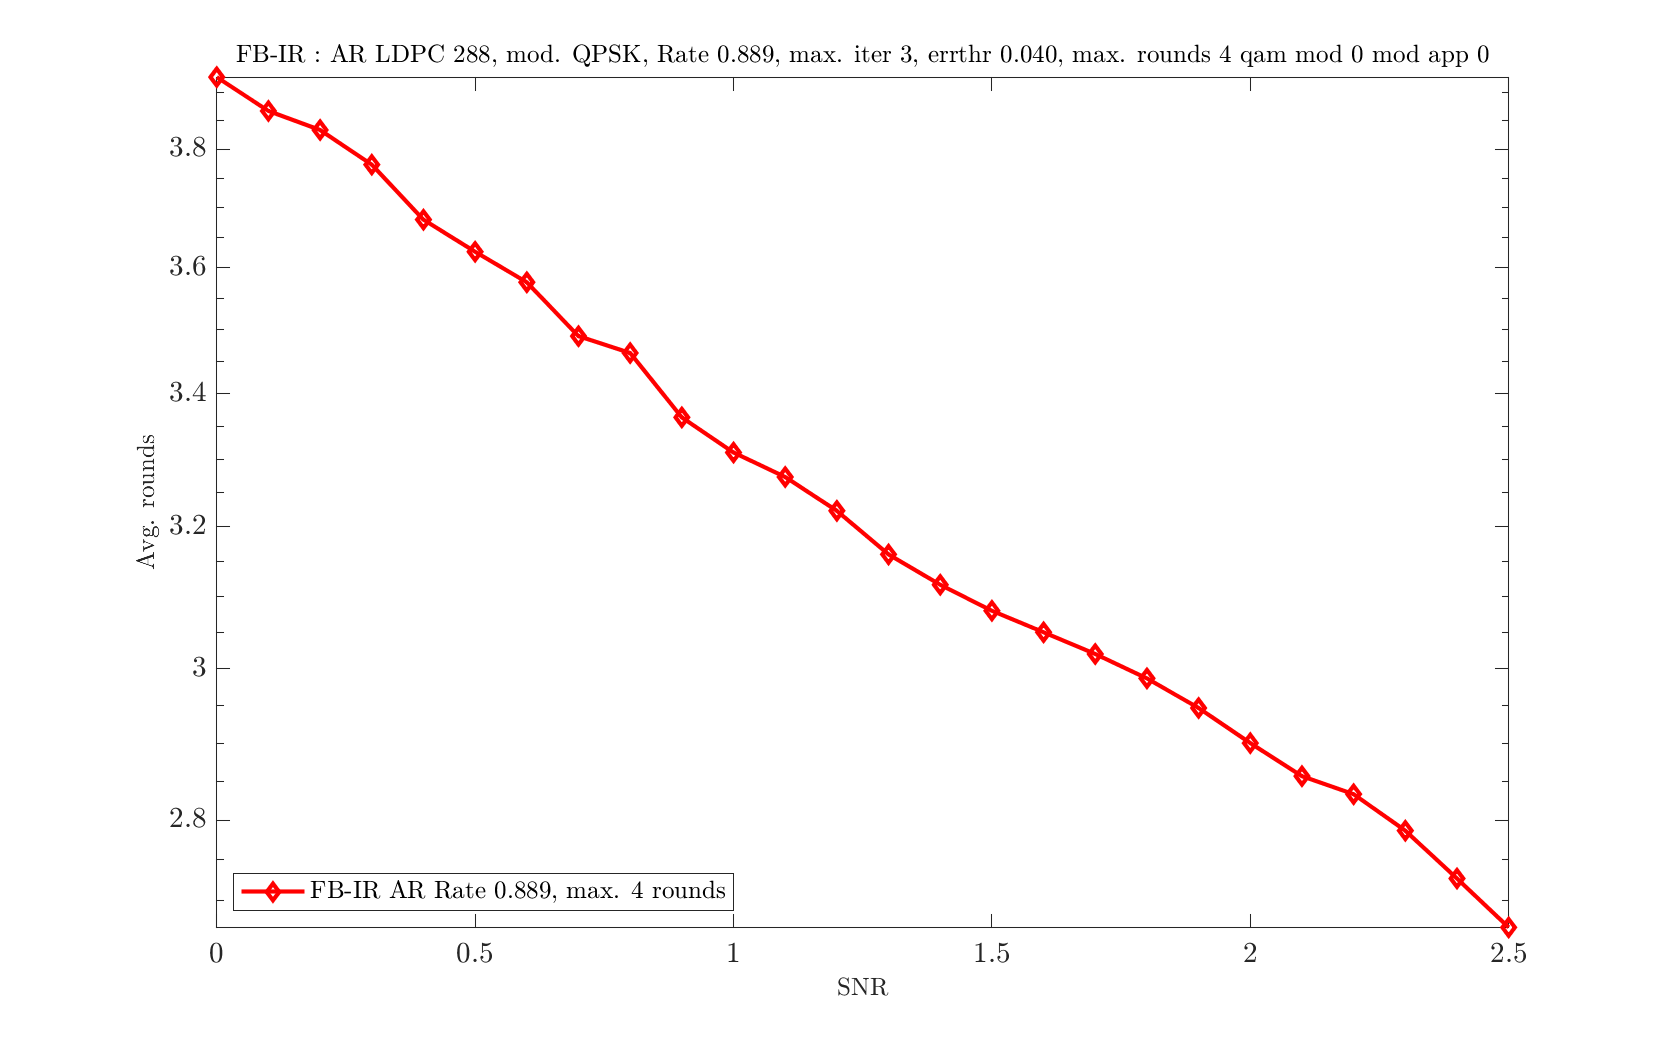 FB-IR : AR LDPC 288, mod. QPSK, Rate 0.889, max. iter 3, errthr 0.040, max. rounds 4 qam mod 0 mod app 0
3.8
3.6
3.4
3.2
3
2.8
Avg. rounds
FB-IR AR Rate 0.889, max. 4 rounds
0 0.5 1 1.5 2 2.5
SNR